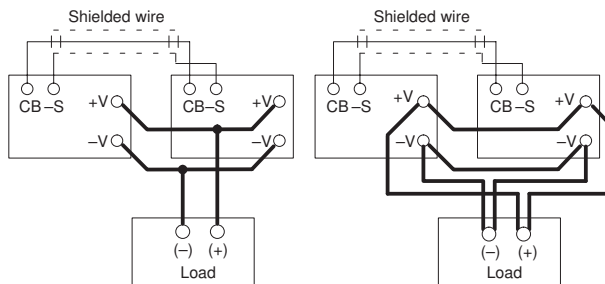 Shielded wire
Shielded wire
CB –S
+V
–V
CB –S
+V
–V
CB –S
+V
–V
CB –S
+V
–V
(–) (+)
Load
(–) (+)
Load